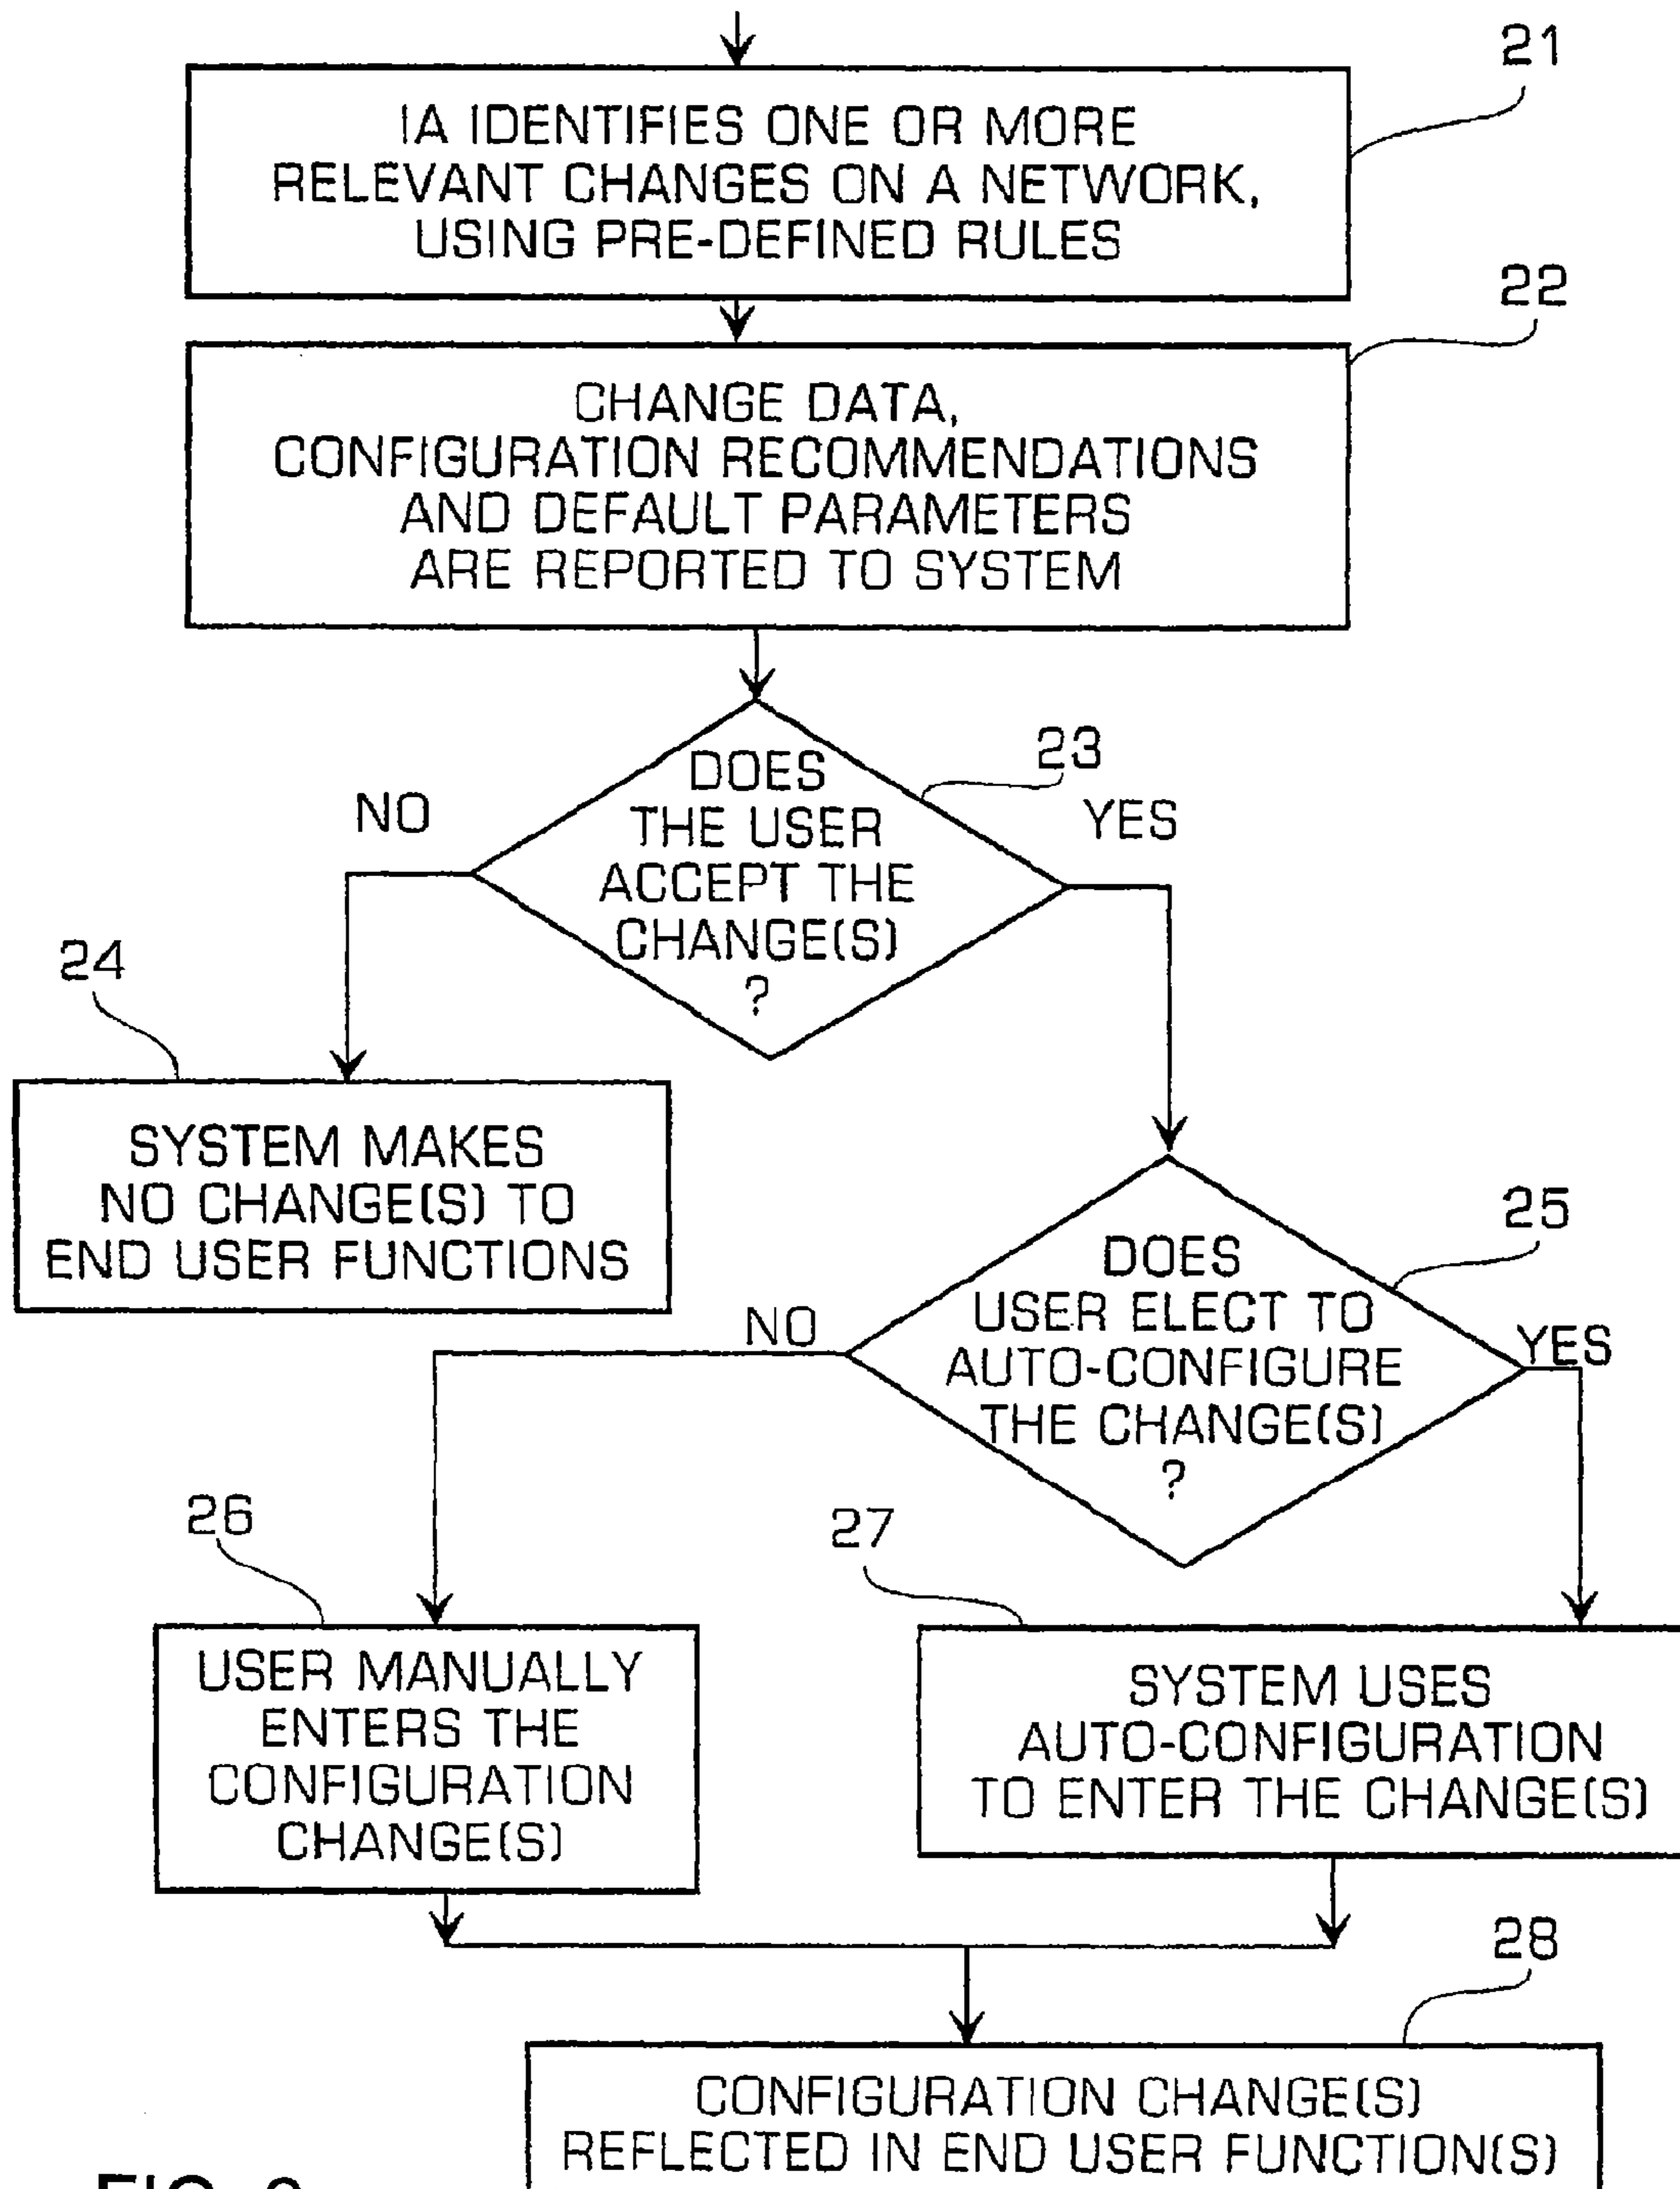 21
IA IDENTIFIES ONE OR MORE
RELEVANT CHANGES ON A NETWORK,
USING PRE-DEFINED RULES
22
CHANGE DATA,
CONFIGURATION RECOMMENDATIONS
AND DEFAULT PARAMETERS
ARE REPORTED TO SYSTEM
23
DOES
THE USER
ACCEPT THE
CHANGE(S)
?
NO
YES
24
SYSTEM MAKES
NO CHANGE(S) TO
END USER FUNCTIONS
25
DOES
USER ELECT TO
AUTO-CONFIGURE
THE CHANGE(S)
?
NO
YES
26
USER MANUALLY
ENTERS THE
CONFIGURATION
CHANGE(S)
27
SYSTEM USES
AUTO-CONFIGURATION
TO ENTER THE CHANGE(S)
28
CONFIGURATION CHANGE(S)
REFLECTED IN END USER FUNCTION(S)
FIG.